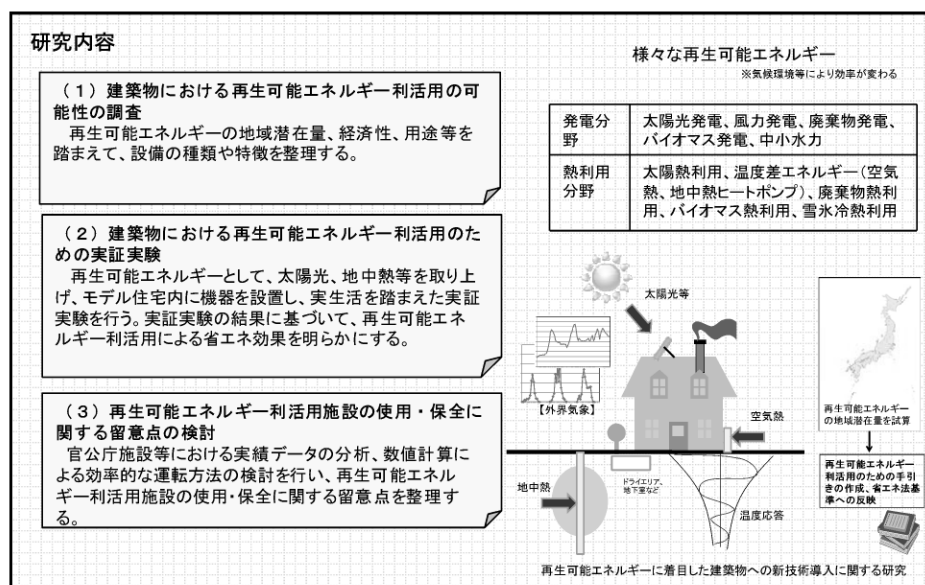 研究内容
（１）建築物における再生可能エネルギー利活用の可
能性の調査
再生可能エネルギーの地域潜在量、経済性、用途等を
踏まえて、設備の種類や特徴を整理する。
（２）建築物における再生可能エネルギー利活用のた
めの実証実験
再生可能エネルギーとして、太陽光、地中熱等を取り上
げ、モデル住宅内に機器を設置し、実生活を踏まえた実証
実験を行う。実証実験の結果に基づいて、再生可能エネ
ルギー利活用による省エネ効果を明らかにする。
（３）再生可能エネルギー利活用施設の使用・保全に
関する留意点の検討
官公庁施設等における実績データの分析、数値計算に
よる効率的な運転方法の検討を行い、再生可能エネル
ギー利活用施設の使用・保全に関する留意点を整理す
る。
様々な再生可能エネルギー
※気候環境等により効率が変わる
発電分
野
太陽光発電、風力発電、廃棄物発電、
バイオマス発電、中小水力
熱利用
分野
太陽熱利用、温度差エネルギー（空気
熱、地中熱ヒートポンプ）、廃棄物熱利
用、バイオマス熱利用、雪氷冷熱利用
太陽光等
【外界気象】
空気熱
地中熱
ドライエリア、
地下室など
温度応答
再生可能エネルギー
の地域潜在量を試算
再生可能エネルギー
利活用のための手引
きの作成、省エネ法基
準への反映
再生可能エネルギーに着目した建築物への新技術導入に関する研究